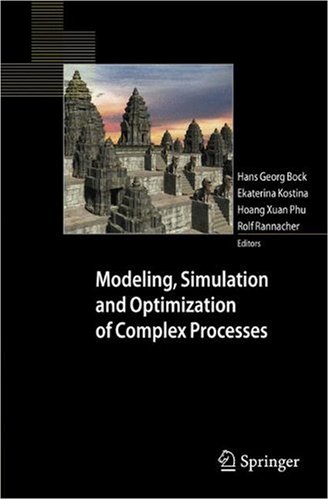 Hans Georg Bock
Ekaterina Kostina
Hoang Xuan Phu
Rolf Rannacher
Editors
Modeling, Simulation
and Optimization
of Complex Processes
Springer